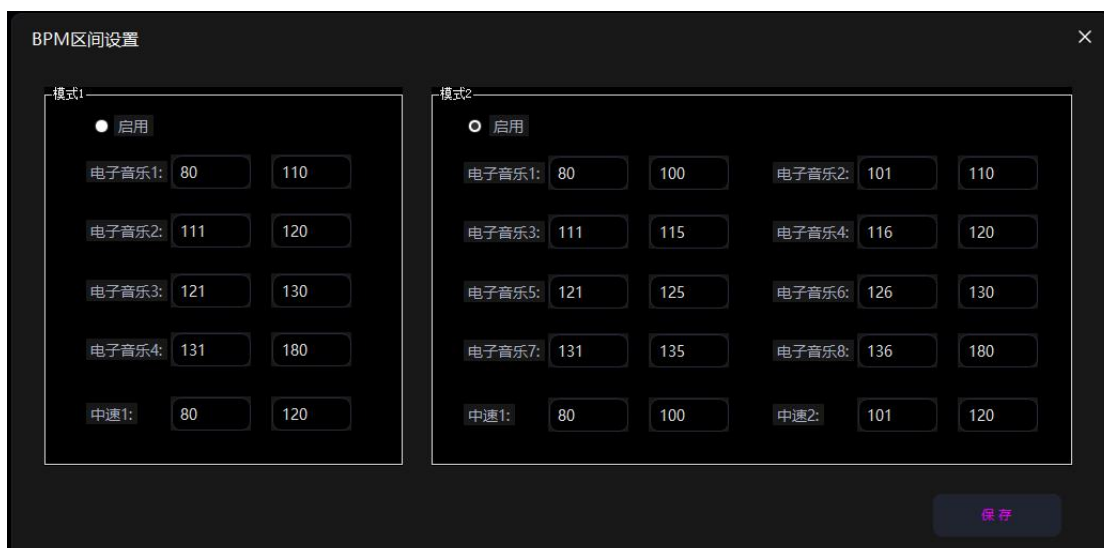 BPM区间设置
模式1
启用
电子音乐1: 80 110
电子音乐2: 111 120
电子音乐3: 121 130
电子音乐4: 131 180
中速1: 80 120
模式2
启用
电子音乐1: 80 100 电子音乐2: 101 110
电子音乐3: 111 115 电子音乐4: 116 120
电子音乐5: 121 125 电子音乐6: 126 130
电子音乐7: 131 135 电子音乐8: 136 180
中速1: 80 100 中速2: 101 120
保存